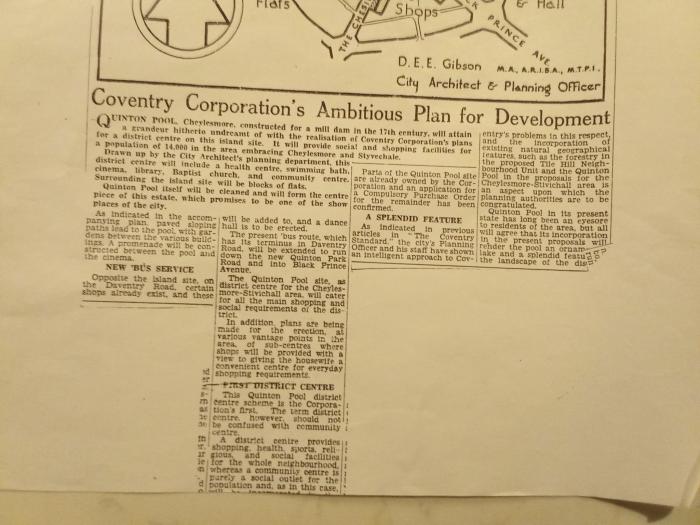 Flats
THE CHES
Shops
& Hall
PRINCE AVE
D.E.E. Gibson M.A., A.R.I.B.A., M.T.P.I.
City Architect & Planning Officer
Coventry Corporation's Ambitious Plan for Development
QUINTON POOL, Cheylesmore, constructed for a mill dam in the 17th century, will attain
a grandeur hitherto undreamt of with the realisation of Coventry Corporation's plans
for a district centre on this island site. It will provide social and shopping facilities for
a population of 14,000 in the area embracing Cheylesmore and Styvechale.
Drawn up by the City Architect's planning department, this
district centre will include a health centre, swimming bath,
cinema, library, Baptist church, and community centre.
Surrounding the island site will be blocks of flats.
Quinton Pool itself will be cleaned and will form the centre
piece of this estate, which promises to be one of the show
places of the city.
As indicated in the accom-
panying plan, paved sloping
paths lead to the pool, with gar-
dens between the various build-
ings. A promenade will be con-
structed between the pool and
the cinema.
NEW 'BUS SERVICE
Opposite the island site, on
the Daventry Road, certain
shops already exist, and these
will be added to, and a dance
hall is to be erected.
The present 'bus route, which
has its terminus in Daventry
Road, will be extended to run
down the new Quinton Park
Road and into Black Prince
Avenue.
The Quinton Pool site, as
district centre for the Cheyles-
more-Stivichall area, will cater
for all the main shopping and
social requirements of the dis-
trict.
In addition, plans are being
made for the erection, at
various vantage points in the
area, of sub-centres where
shops will be provided with a
view to giving the housewife a
convenient centre for everyday
shopping requirements.
FIRST DISTRICT CENTRE
This Quinton Pool district
centre scheme is the Corpora-
tion's first. The term district
centre, however, should not
be confused with community
centre.
A district centre provides
shopping, health, sports, reli-
gious, and social facilities
for the whole neighbourhood,
whereas a community centre is
purely a social outlet for the
population and, as in this case,
Parts of the Quinton Pool site
are already owned by the Cor-
poration and an application for
a Compulsory Purchase Order
for the remainder has been
confirmed.
A SPLENDID FEATURE
As indicated in previous
articles in "The Coventry
Standard," the city's Planning
Officer and his staff have shown
an intelligent approach to Cov-
entry's problems in this respect,
and the incorporation of
existing natural geographical
features, such as the forestry in
the proposed Tile Hill Neigh-
bourhood Unit and the Quinton
Pool in the proposals for the
Cheylesmore-Stivichall area is
an aspect upon which the
planning authorities are to be
congratulated.
Quinton Pool in its present
state has long been an eyesore
to residents of the area, but all
will agree that its incorporation
in the present proposals will
render the pool an ornam
lake and a splendid featu
the landscape of the dis